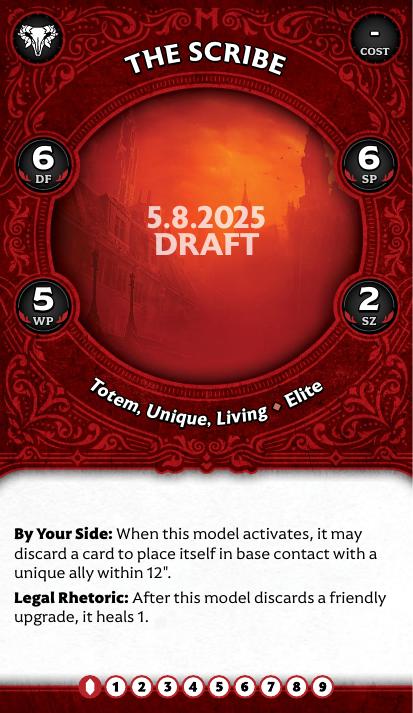 THE SCRIBE
-
COST
6
DF
6
SP
5.8.2025
DRAFT
5
WP
2
SZ
Totem, Unique, Living ♦ Elite
By Your Side: When this model activates, it may
discard a card to place itself in base contact with a
unique ally within 12".
Legal Rhetoric: After this model discards a friendly
upgrade, it heals 1.
1 2 3 4 5 6 7 8 9